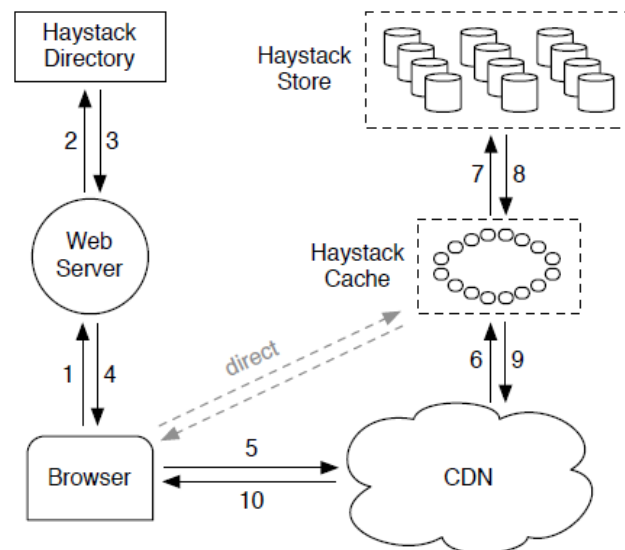 Haystack
Directory
Haystack
Store
2
3
7
8
Web
Server
Haystack
Cache
direct
1
4
6
9
5
Browser
CDN
10